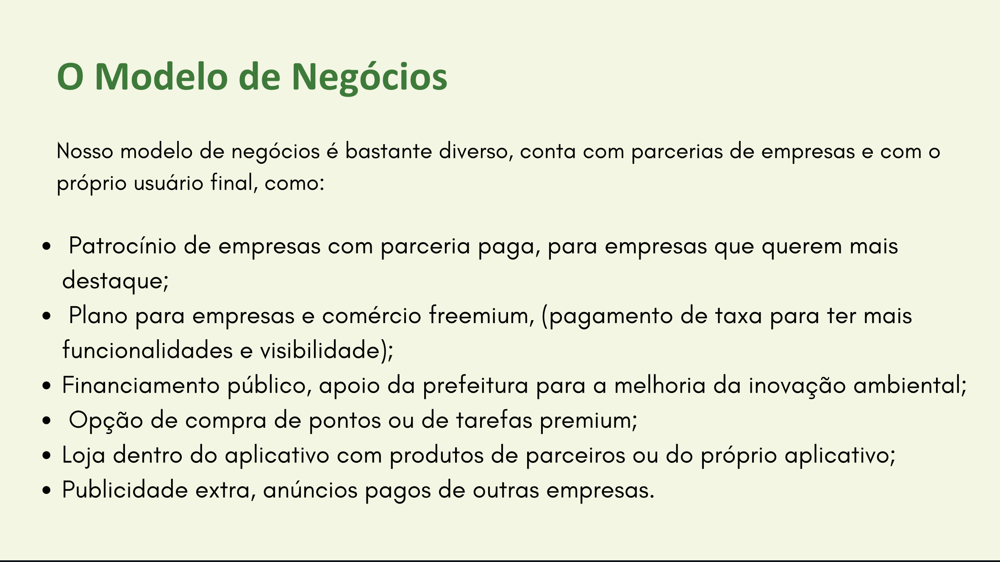 O Modelo de Negócios
Nosso modelo de negócios é bastante diverso, conta com parcerias de empresas e com o
próprio usuário final, como:
• Patrocínio de empresas com parceria paga, para empresas que querem mais
destaque;
• Plano para empresas e comércio freemium, (pagamento de taxa para ter mais
funcionalidades e visibilidade);
• Financiamento público, apoio da prefeitura para a melhoria da inovação ambiental;
• Opção de compra de pontos ou de tarefas premium;
• Loja dentro do aplicativo com produtos de parceiros ou do próprio aplicativo;
• Publicidade extra, anúncios pagos de outras empresas.